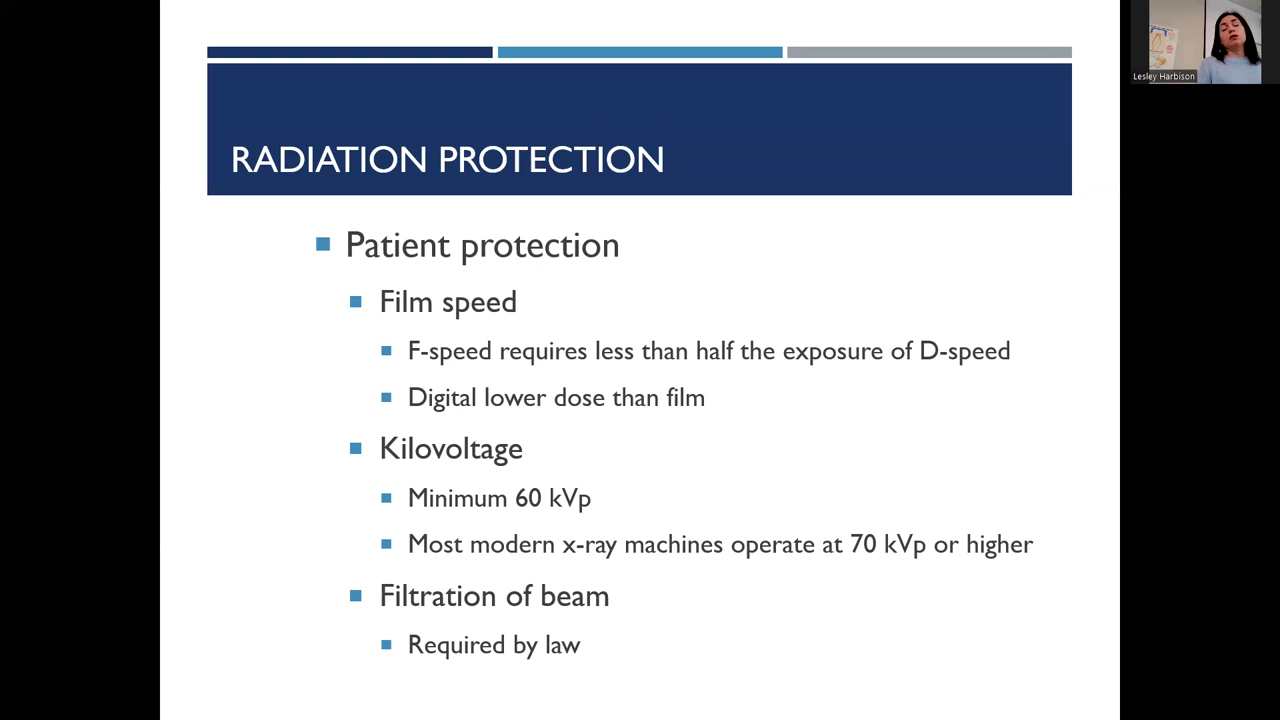 Lesley Harbison
RADIATION PROTECTION
Patient protection
Film speed
F-speed requires less than half the exposure of D-speed
Digital lower dose than film
Kilovoltage
Minimum 60 kVp
Most modern x-ray machines operate at 70 kVp or higher
Filtration of beam
Required by law